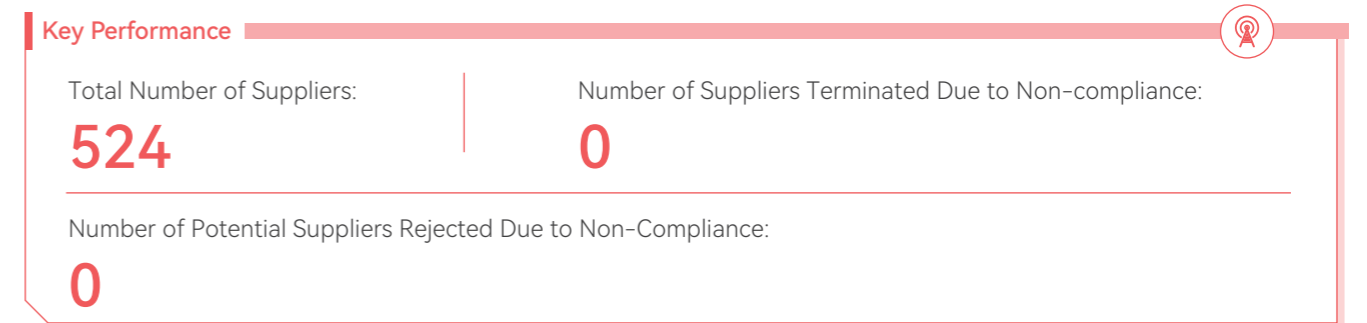 Key Performance
Total Number of Suppliers:
524
Number of Suppliers Terminated Due to Non-compliance:
0
Number of Potential Suppliers Rejected Due to Non-Compliance:
0